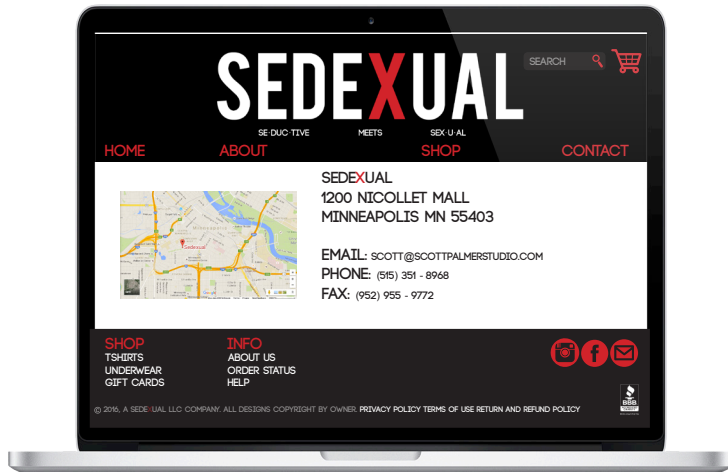 SEDEXUAL
SEARCH
SE·DUC·TIVE MEETS SEX·U·AL
HOME ABOUT SHOP CONTACT
SEDEXUAL
1200 NICOLLET MALL
MINNEAPOLIS MN 55403
Sedexual
EMAIL: SCOTT@SCOTTPALMERSTUDIO.COM
PHONE: (515) 351 - 8968
FAX: (952) 955 - 9772
SHOP INFO
TSHIRTS ABOUT US
UNDERWEAR ORDER STATUS
GIFT CARDS HELP
BBB
© 2016, A SEDEXUAL LLC COMPANY. ALL DESIGNS COPYRIGHT BY OWNER. PRIVACY POLICY TERMS OF USE RETURN AND REFUND POLICY